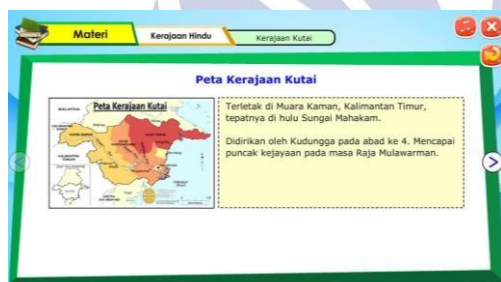 Materi
Kerajaan Hindu
Kerajaan Kutai
Peta Kerajaan Kutai
Peta Kerajaan Kutai
Terletak di Muara Kaman, Kalimantan Timur,
tepatnya di hulu Sungai Mahakam.
Didirikan oleh Kudungga pada abad ke 4. Mencapai
puncak kejayaan pada masa Raja Mulawarman.